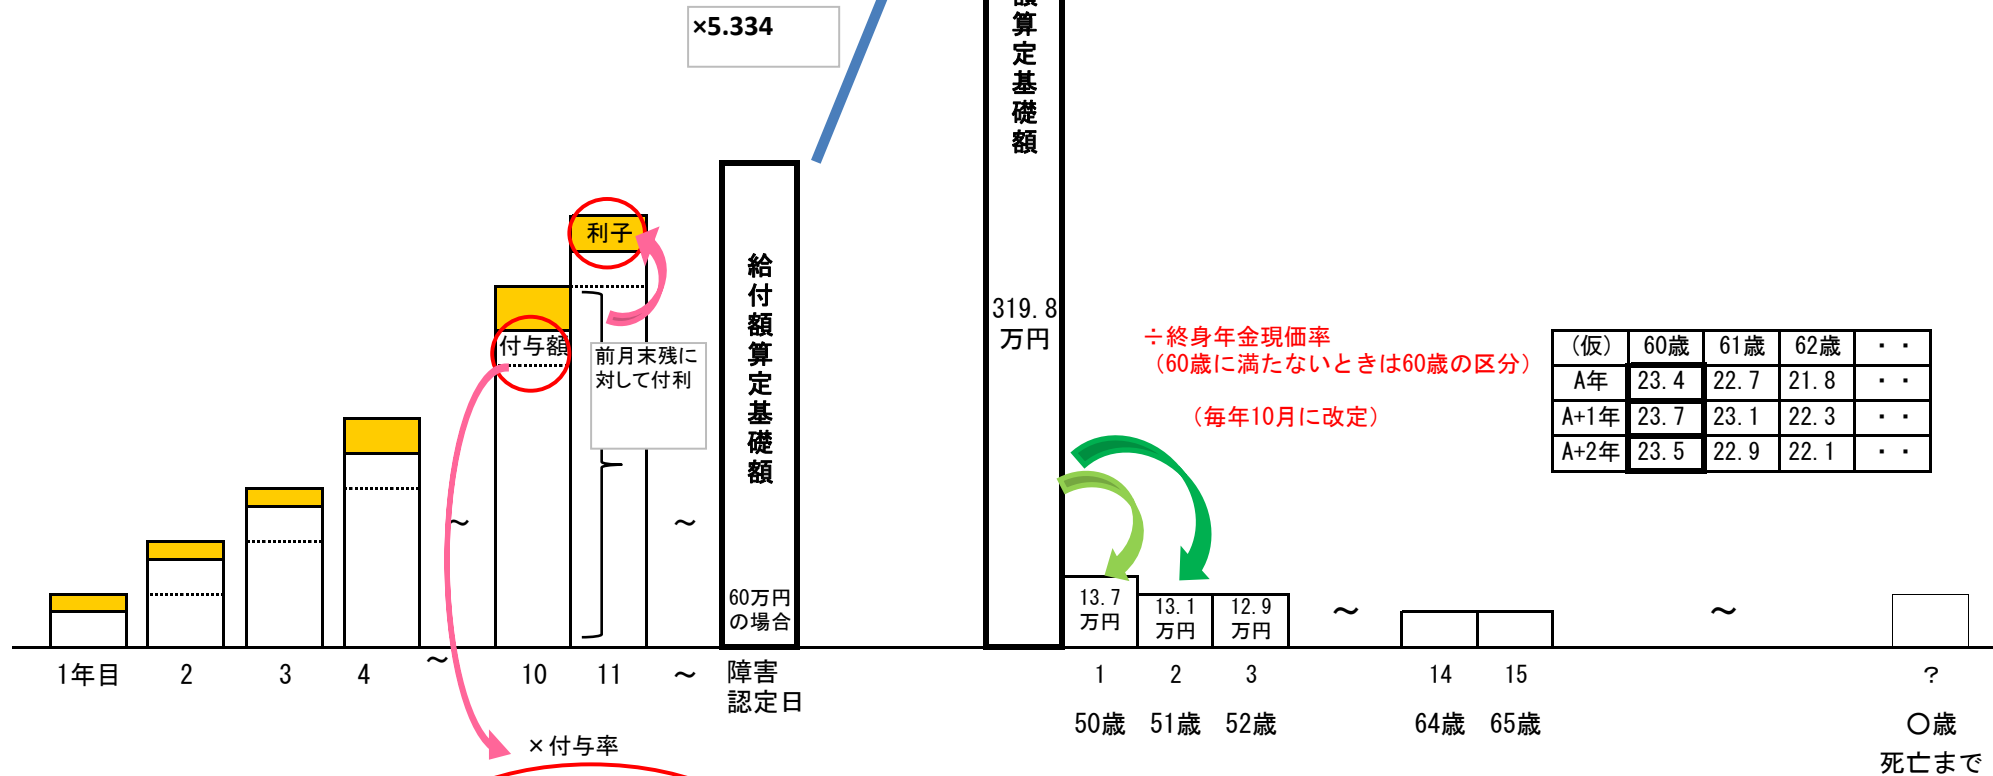 ×5.334
算定基礎額
利子
付与額
前月末残に
対して付利
給付額算定基礎額
60万円
の場合
319.8
万円
÷終身年金現価率
（60歳に満たないときは60歳の区分）
（毎年10月に改定）
（仮） 60歳 61歳 62歳 ・・
A年 23.4 22.7 21.8 ・・
A+1年 23.7 23.1 22.3 ・・
A+2年 23.5 22.9 22.1 ・・
～ ～
13.7
万円
13.1
万円
12.9
万円
～ ～
1年目 2 3 4 ～ 10 11 ～ 障害
認定日
1 2 3 14 15 ?
50歳 51歳 52歳 64歳 65歳 〇歳
死亡まで
×付与率